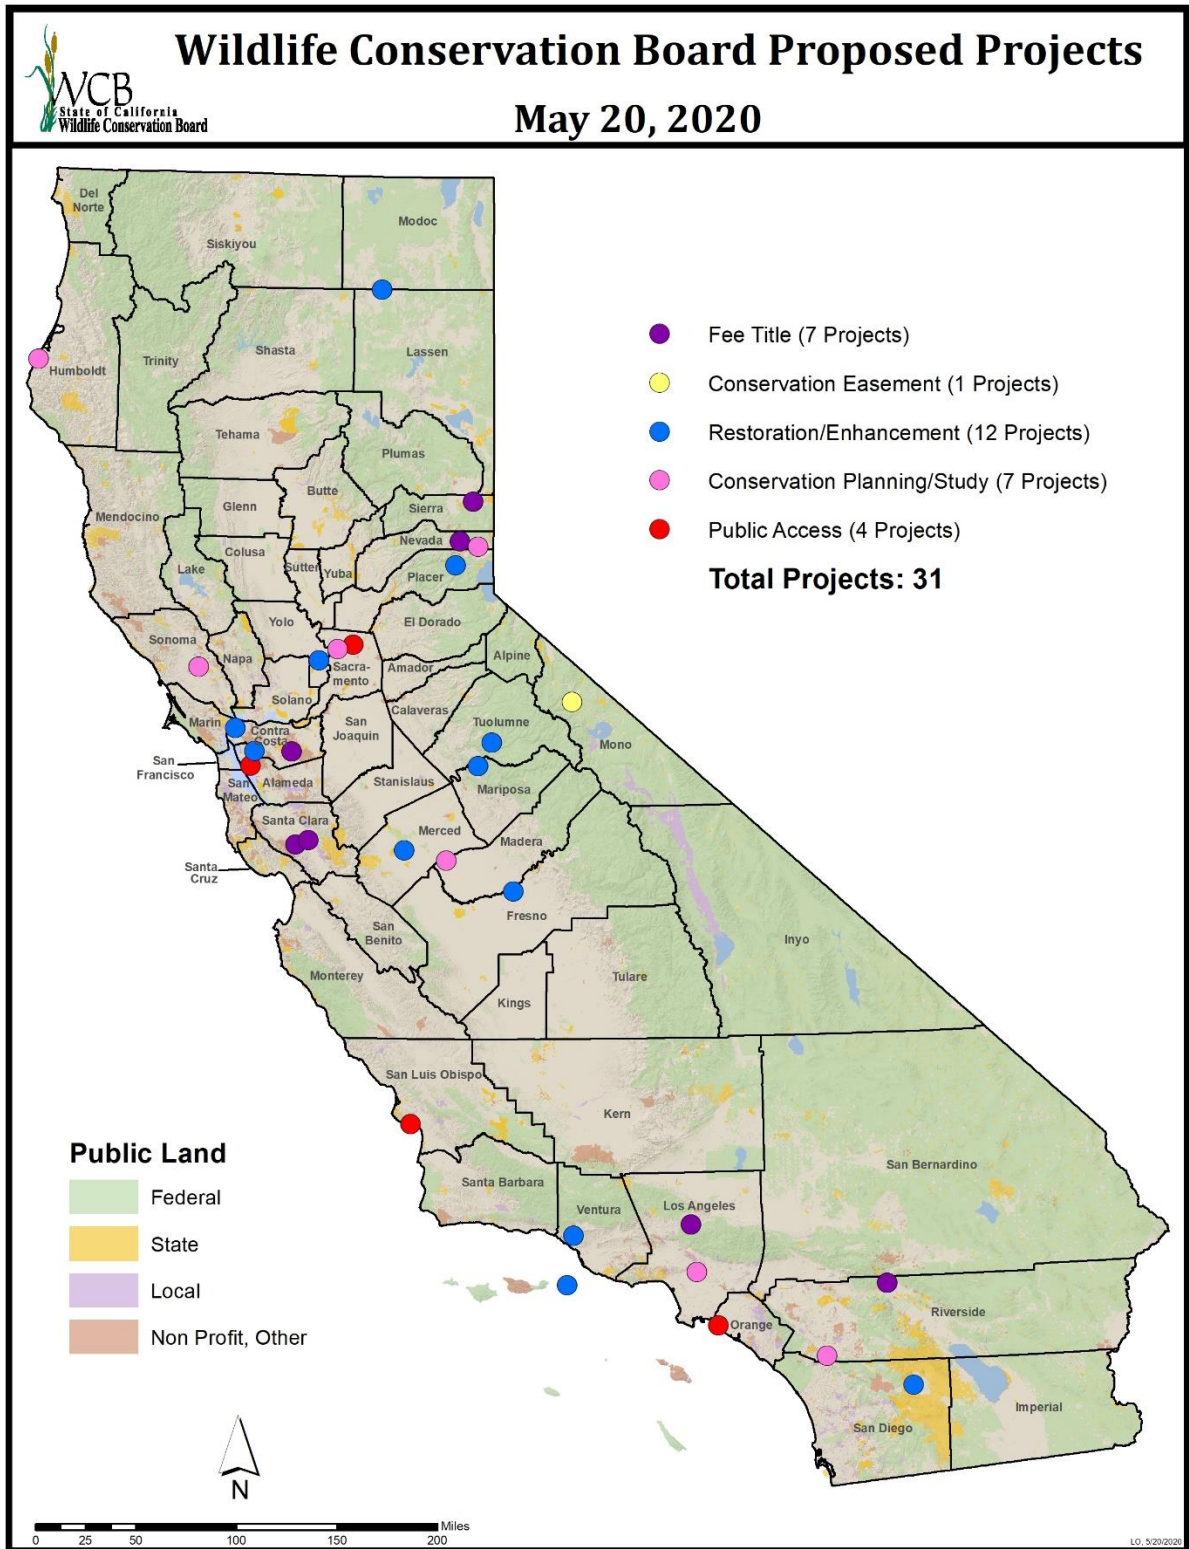 Wildlife Conservation Board Proposed Projects
May 20, 2020
WCB
State of California
Wildlife Conservation Board
Del
Norte
Siskiyou
Modoc
Humboldt
Trinity
Shasta
Lassen
Tehama
Plumas
Mendocino
Glenn
Butte
Sierra
Nevada
Lake
Colusa
Sutter
Yuba
Placer
Sonoma
Napa
Yolo
El Dorado
Sacra-
mento
Amador
Alpine
Solano
Marin
Contra
Costa
San
Joaquin
Calaveras
Tuolumne
Mono
San
Francisco
San
Mateo
Alameda
Stanislaus
Mariposa
Santa Clara
Merced
Madera
Santa
Cruz
San
Benito
Fresno
Monterey
Kings
Tulare
Inyo
San Luis Obispo
Kern
San Bernardino
Santa Barbara
Ventura
Los Angeles
Orange
Riverside
San Diego
Imperial
Fee Title (7 Projects)
Conservation Easement (1 Projects)
Restoration/Enhancement (12 Projects)
Conservation Planning/Study (7 Projects)
Public Access (4 Projects)
Total Projects: 31
Public Land
Federal
State
Local
Non Profit, Other
N
Miles
0 25 50 100 150 200
LO, 5/20/2020